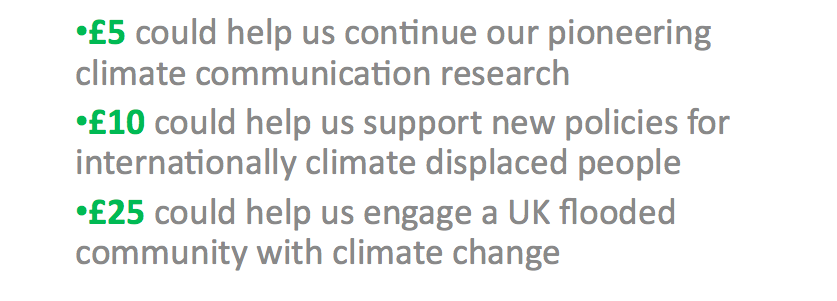 •£5 could help us continue our pioneering
climate communication research
•£10 could help us support new policies for
internationally climate displaced people
•£25 could help us engage a UK flooded
community with climate change